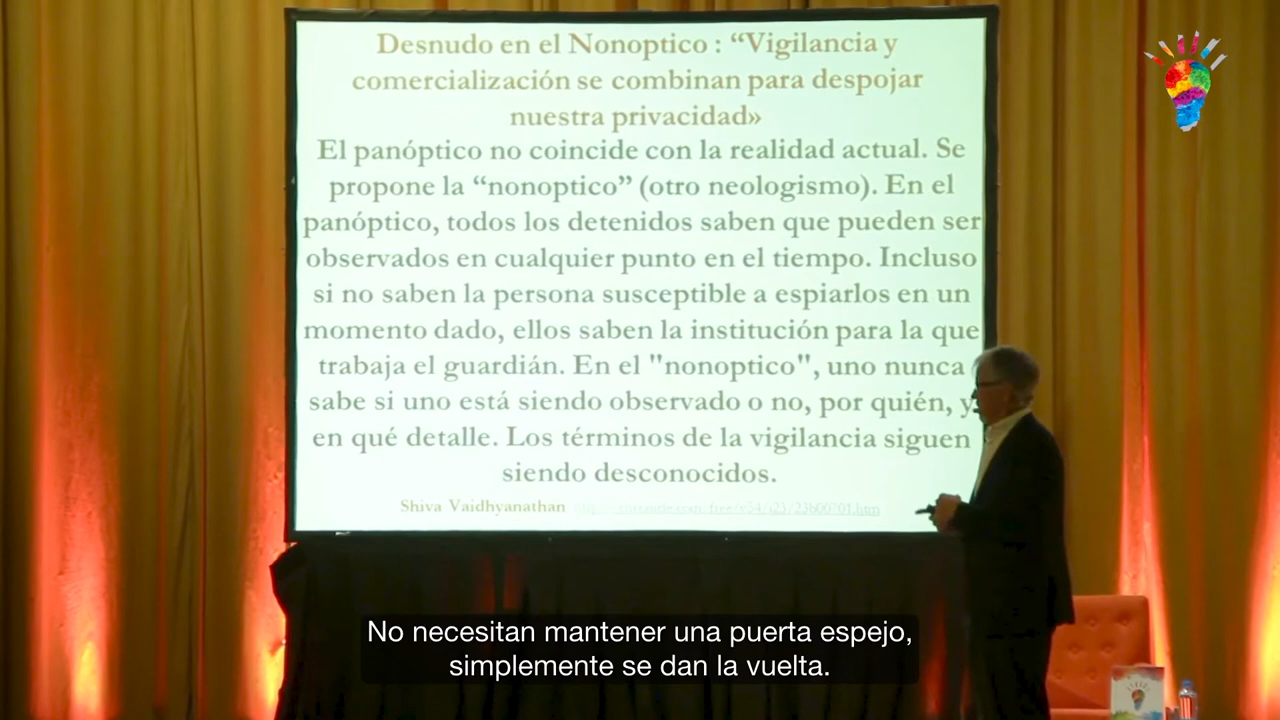 Desnudo en el Nonoptico : “Vigilancia y
comercialización se combinan para despojar
nuestra privacidad»
El panóptico no coincide con la realidad actual. Se
propone la “nonoptico” (otro neologismo). En el
panóptico, todos los detenidos saben que pueden ser
observados en cualquier punto en el tiempo. Incluso
si no saben la persona susceptible a espiarlos en un
momento dado, ellos saben la institución para la que
trabaja el guardián. En el "nonoptico", uno nunca
sabe si uno está siendo observado o no, por quién, y
en qué detalle. Los términos de la vigilancia siguen
siendo desconocidos.
Shiva Vaidhyanathan
No necesitan mantener una puerta espejo,
simplemente se dan la vuelta.